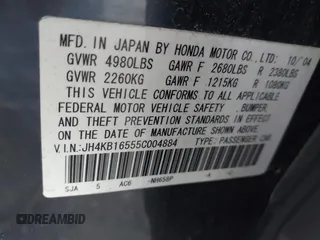 MFD. IN JAPAN BY HONDA MOTOR CO., LTD. 10/04
GVWR 4980LBS GAWR F 2680LBS R 2380LBS
GVWR 2260KG GAWR F 1215KG R 1080KG
THIS VEHICLE CONFORMS TO ALL APPLICABLE
FEDERAL MOTOR VEHICLE SAFETY, BUMPER,
AND THEFT PREVENTION STANDARDS IN EFFECT
ON THE DATE OF MANUFACTURE SHOWN ABOVE.
V.I.N.:JH4KB16555C004884 TYPE: PASSENGER CAR
SJA 5 AC6 -NH658P -A
DREAMBID